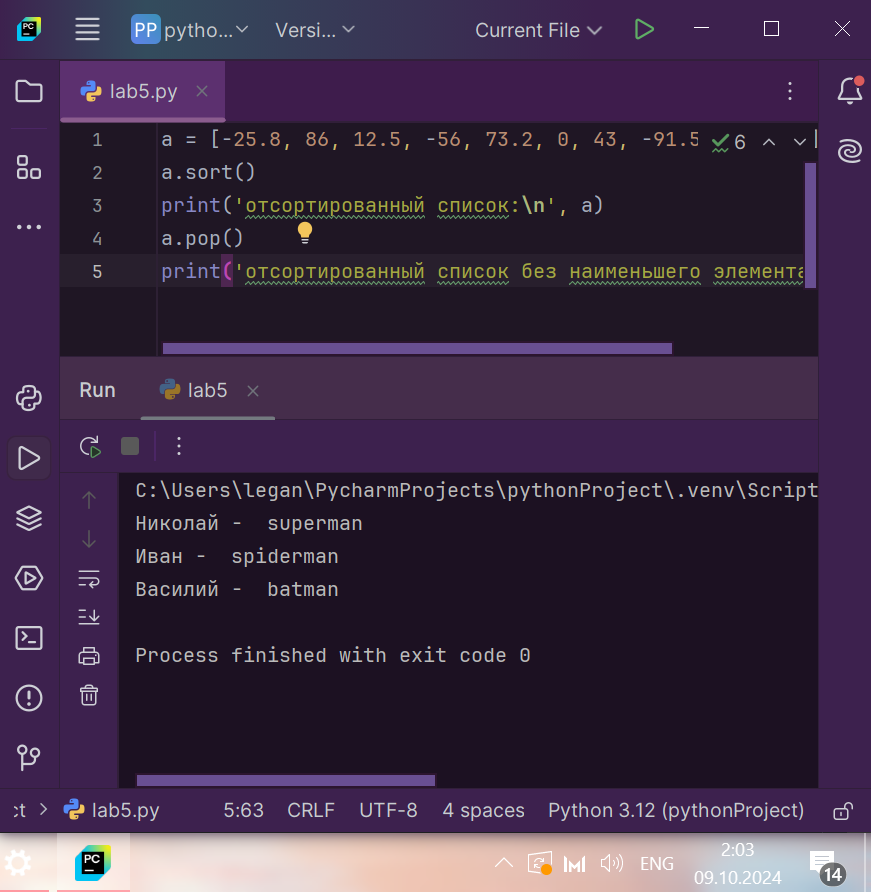 PC
PP pytho... Versi... Current File
lab5.py
1 a = [-25.8, 86, 12.5, -56, 73.2, 0, 43, -91.5 6
2 a.sort()
3 print('отсортированный список:\n', a)
4 a.pop()
5 print('отсортированный список без наименьшего элемента
Run lab5
C:\Users\legan\PycharmProjects\pythonProject\.venv\Script
Николай -  superman
Иван -  spiderman
Василий -  batman
Process finished with exit code 0
ct > lab5.py 5:63 CRLF UTF-8 4 spaces Python 3.12 (pythonProject)
PC ENG 2:03
09.10.2024 14